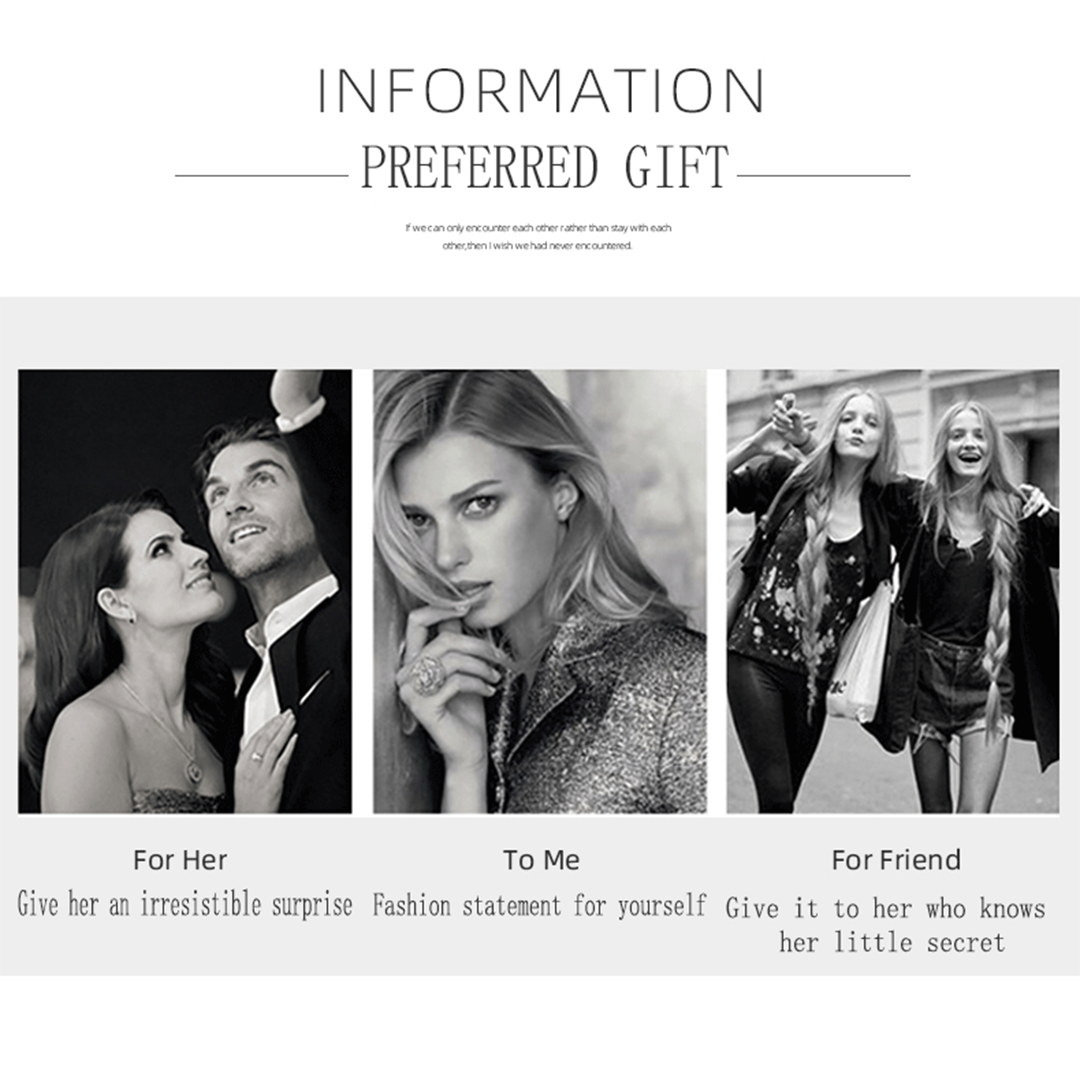 INFORMATION
PREFERRED GIFT
If we can only encounter each other rather than stay with each
other,then I wish we had never encountered.
For Her
To Me
For Friend
Give her an irresistible surprise
Fashion statement for yourself
Give it to her who knows
her little secret